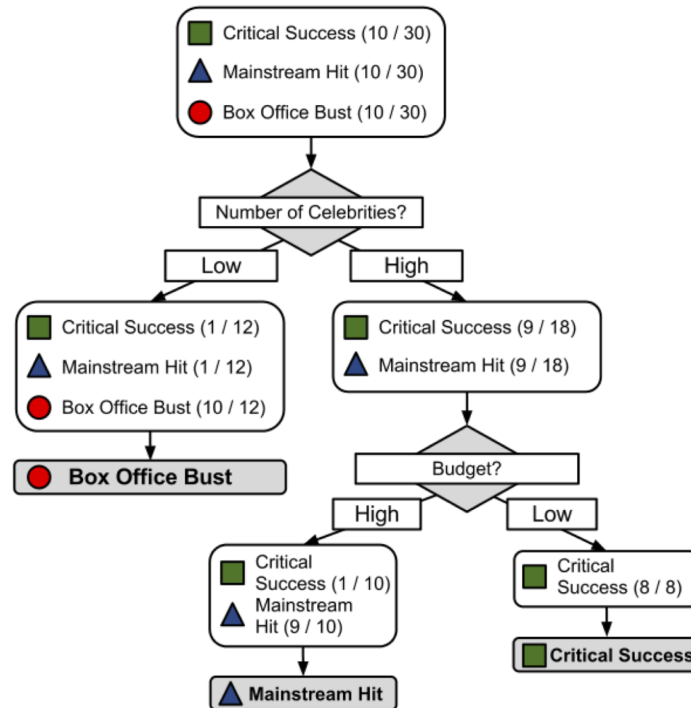 Critical Success (10 / 30)
Mainstream Hit (10 / 30)
Box Office Bust (10 / 30)
Number of Celebrities?
Low
High
Critical Success (1 / 12)
Mainstream Hit (1 / 12)
Box Office Bust (10 / 12)
Box Office Bust
Critical Success (9 / 18)
Mainstream Hit (9 / 18)
Budget?
High
Low
Critical
Success (1 / 10)
Mainstream
Hit (9 / 10)
Mainstream Hit
Critical
Success (8 / 8)
Critical Success